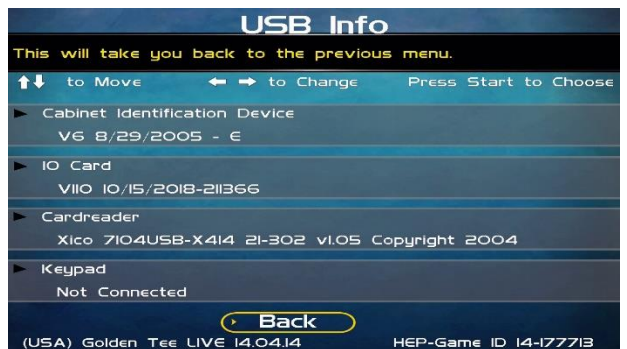 USB Info
This will take you back to the previous menu.
to Move to Change Press Start to Choose
Cabinet Identification Device
V6 8/29/2005 - E
IO Card
VIIO 10/15/2018-211366
Cardreader
Xico 7104USB-X414 21-302 v1.05 Copyright 2004
Keypad
Not Connected
Back
(USA) Golden Tee LIVE 14.04.14 HEP-Game ID 14-177713